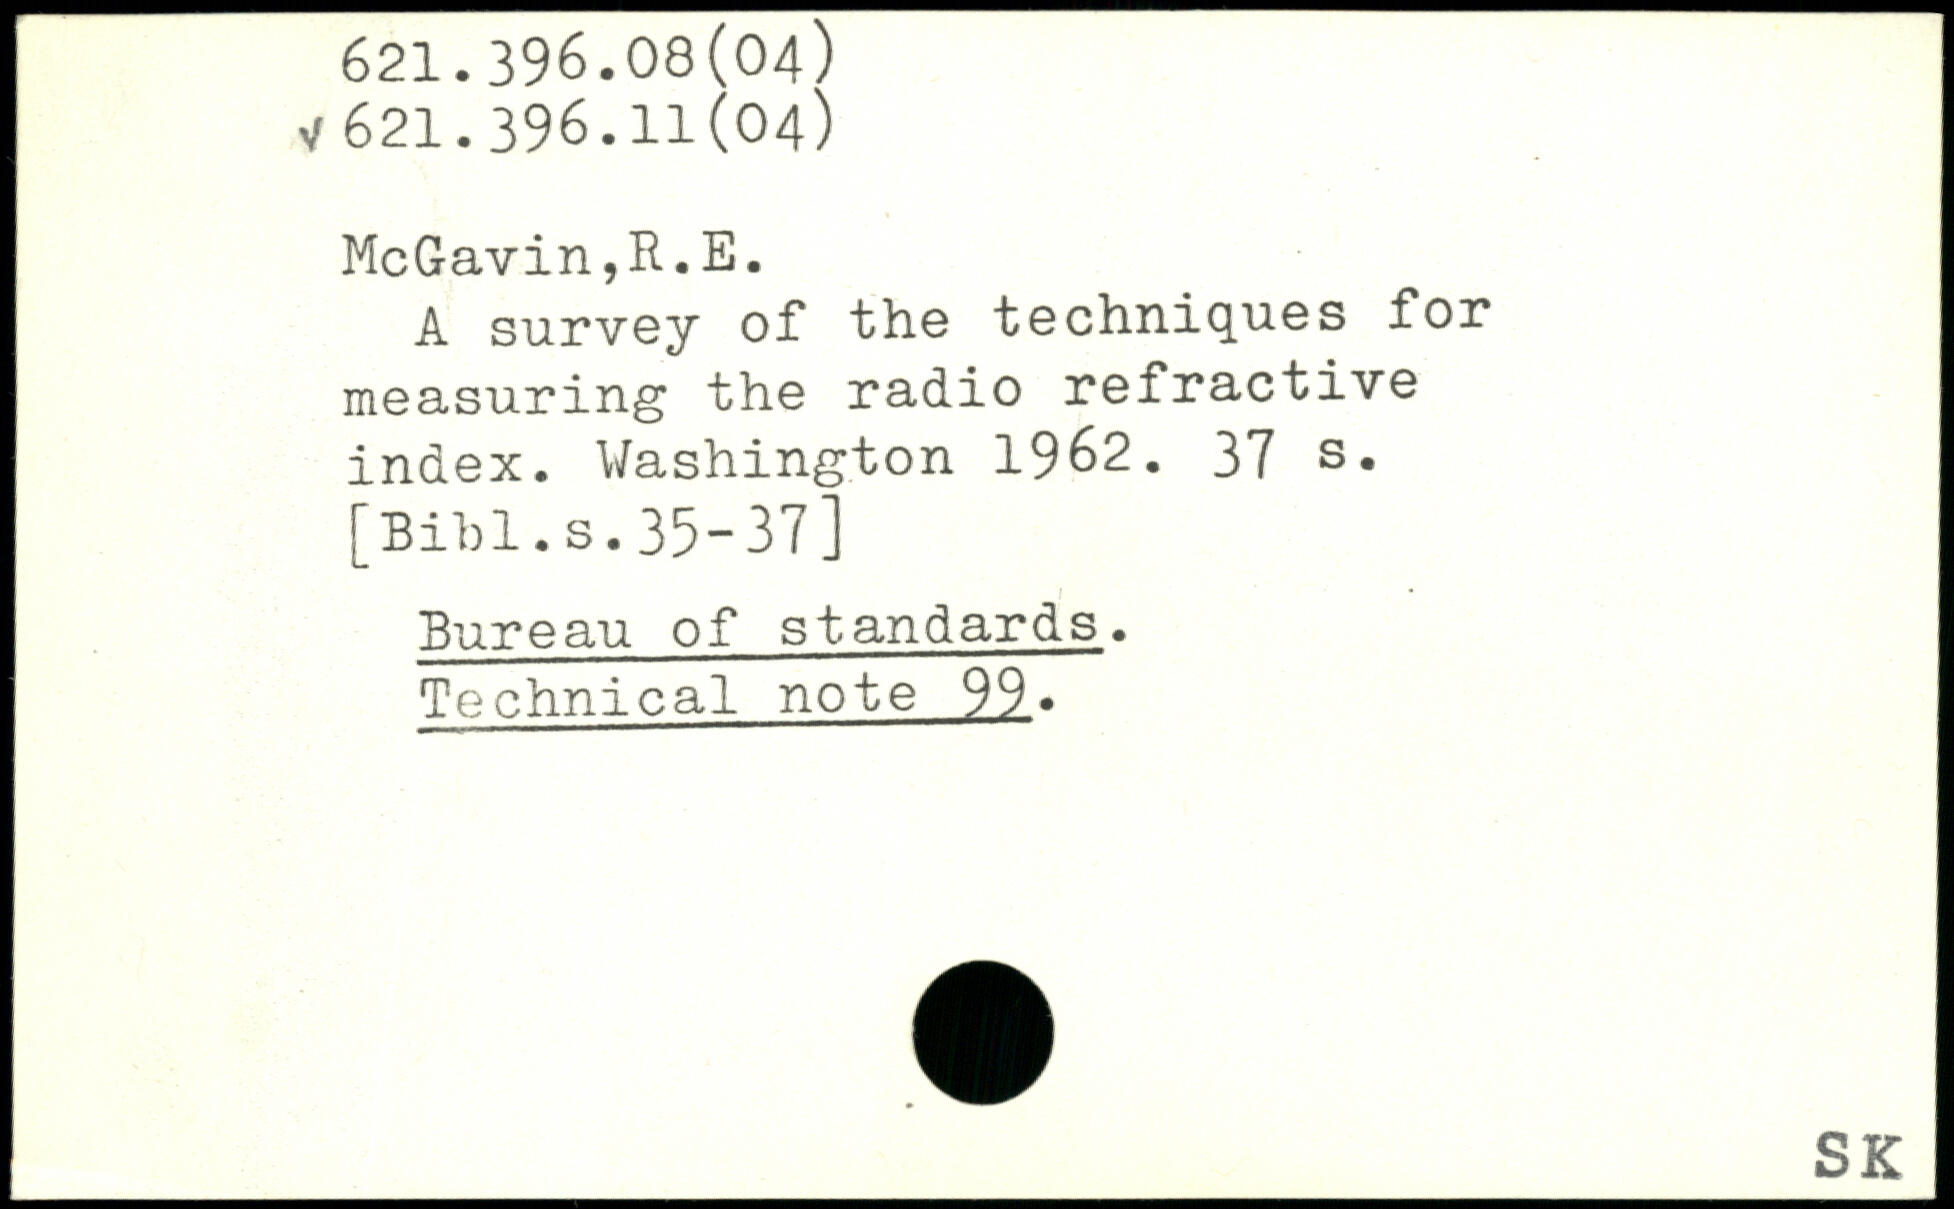 621.396.08(04)
v 621.396.11(04)
McGavin,R.E.
A survey of the techniques for
measuring the radio refractive
index. Washington 1962. 37 s.
[Bibl.s.35-37]
Bureau of standards.
Technical note 99.
SK